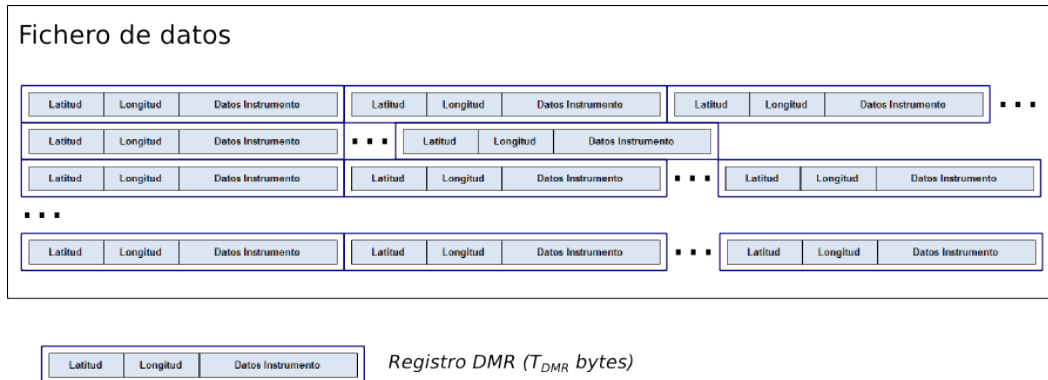 Fichero de datos
Latitud Longitud Datos Instrumento Latitud Longitud Datos Instrumento Latitud Longitud Datos Instrumento ...
Latitud Longitud Datos Instrumento ... Latitud Longitud Datos Instrumento
Latitud Longitud Datos Instrumento Latitud Longitud Datos Instrumento ... Latitud Longitud Datos Instrumento
...
Latitud Longitud Datos Instrumento Latitud Longitud Datos Instrumento ... Latitud Longitud Datos Instrumento
Latitud Longitud Datos Instrumento Registro DMR (TDMR bytes)